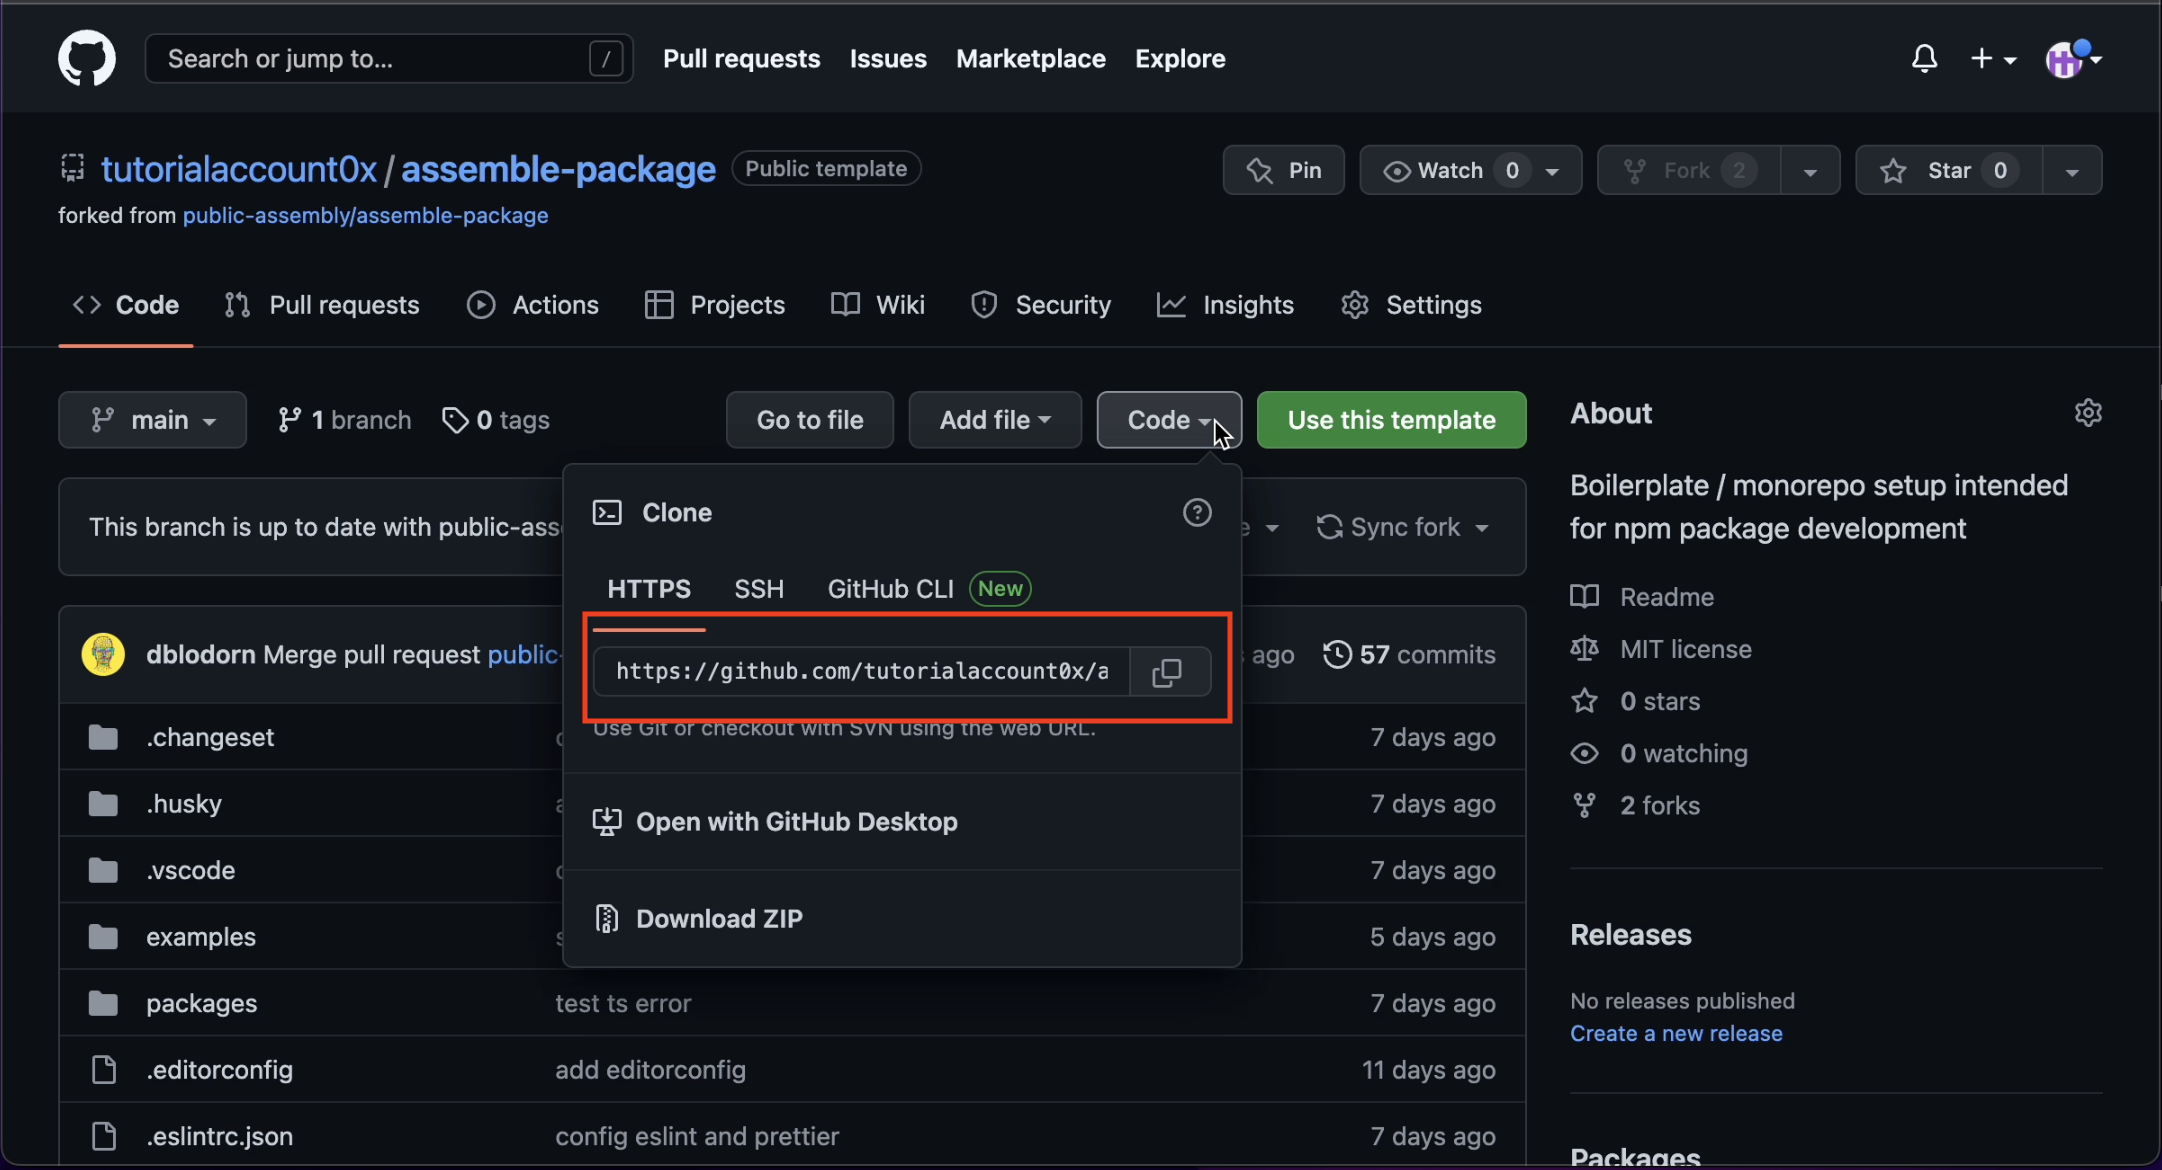 Search or jump to... /
Pull requests Issues Marketplace Explore
tutorialaccount0x / assemble-package Public template
Pin Watch 0 Fork 2 Star 0
forked from public-assembly/assemble-package
Code Pull requests Actions Projects Wiki Security Insights Settings
main 1 branch 0 tags Go to file Add file Code Use this template
This branch is up to date with public-ass
Sync fork
Clone
HTTPS SSH GitHub CLI New
https://github.com/tutorialaccount0x/a
Use Git or checkout with SVN using the web URL.
Open with GitHub Desktop
Download ZIP
dblodorn Merge pull request public- ago 57 commits
.changeset 7 days ago
.husky 7 days ago
.vscode 7 days ago
examples 5 days ago
packages test ts error 7 days ago
.editorconfig add editorconfig 11 days ago
.eslintrc.json config eslint and prettier 7 days ago
About
Boilerplate / monorepo setup intended
for npm package development
Readme
MIT license
0 stars
0 watching
2 forks
Releases
No releases published
Create a new release
Packages